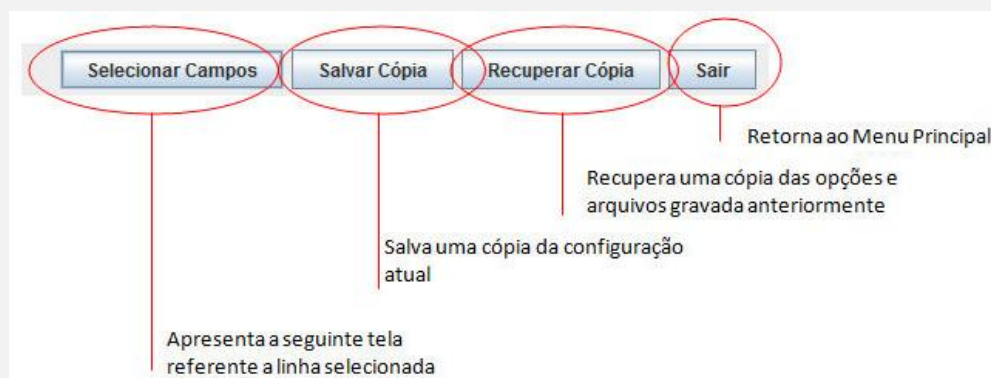 Selecionar Campos Salvar Cópia Recuperar Cópia Sair
Retorna ao Menu Principal
Recupera uma cópia das opções e
arquivos gravada anteriormente
Salva uma cópia da configuração
atual
Apresenta a seguinte tela
referente a linha selecionada